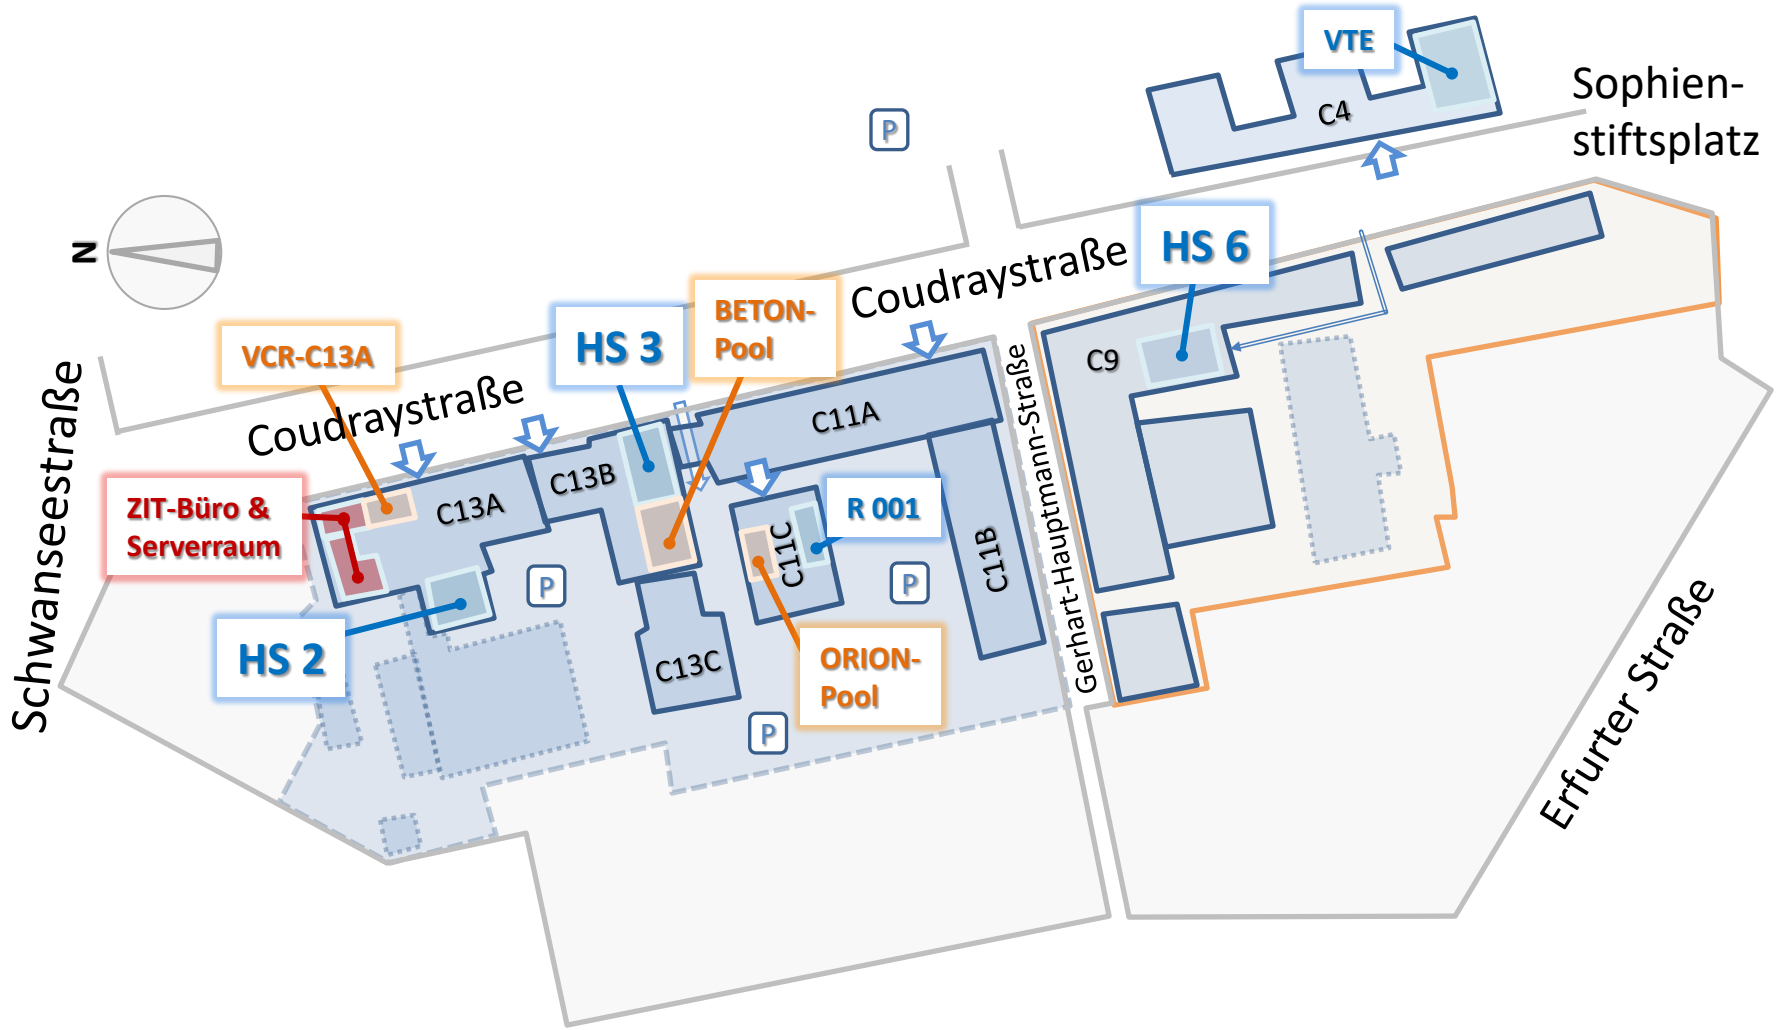 VTE
Sophien-
stiftsplatz
C4
P
N
HS 6
Coudraystraße
BETON-
Pool
HS 3
VCR-C13A
C9
Coudraystraße
C11A
Schwanseestraße
ZIT-Büro &
Serverraum
C13A
C13B
R 001
C11C
C11B
Gerhart-Hauptmann-Straße
P
P
HS 2
C13C
ORION-
Pool
P
Erfurter Straße